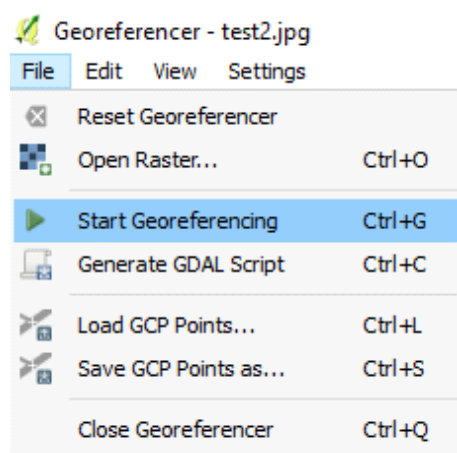 Georeferencer - test2.jpg
File Edit View Settings
Reset Georeferencer
Open Raster... Ctrl+O
Start Georeferencing Ctrl+G
Generate GDAL Script Ctrl+C
Load GCP Points... Ctrl+L
Save GCP Points as... Ctrl+S
Close Georeferencer Ctrl+Q